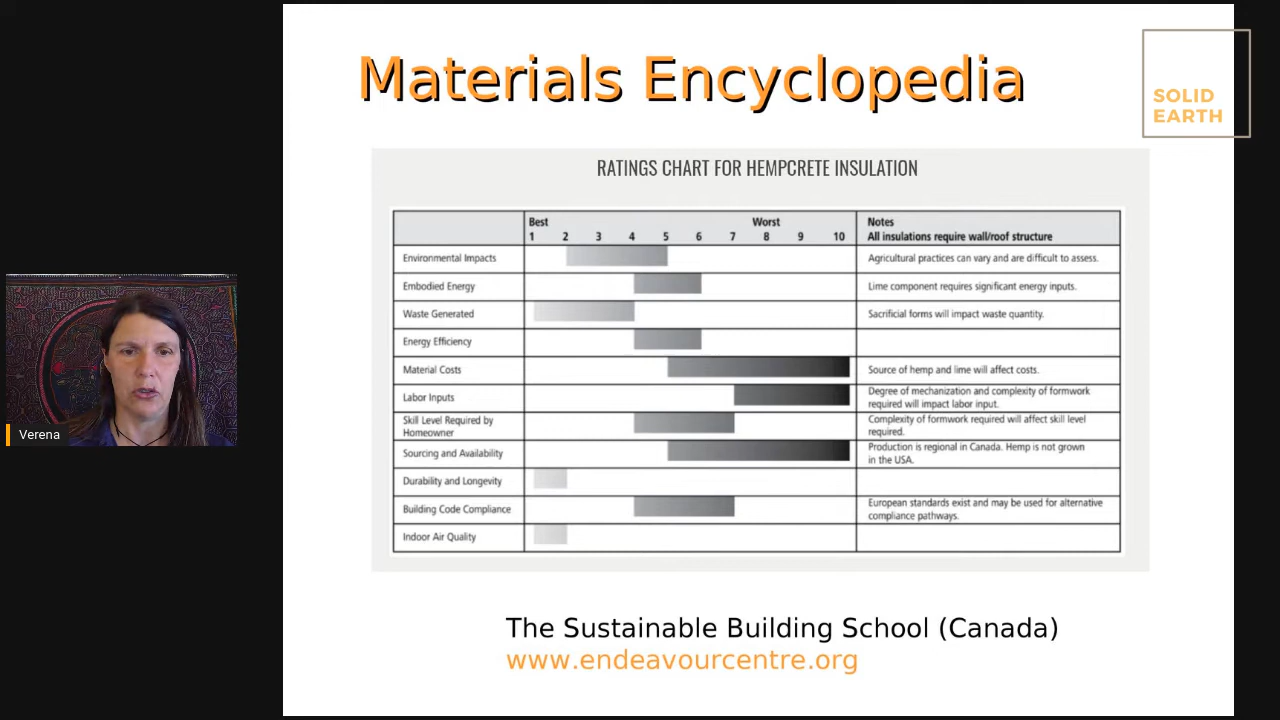 Materials Encyclopedia
SOLID
EARTH
RATINGS CHART FOR HEMPCRETE INSULATION
Best Worst Notes
1 2 3 4 5 6 7 8 9 10 All insulations require wall/roof structure
Environmental Impacts Agricultural practices can vary and are difficult to assess.
Embodied Energy Lime component requires significant energy inputs.
Waste Generated Sacrificial forms will impact waste quantity.
Energy Efficiency
Material Costs Source of hemp and lime will affect costs.
Labor Inputs Degree of mechanization and complexity of formwork
required will impact labor input.
Skill Level Required by Complexity of formwork required will affect skill level
Homeowner required.
Sourcing and Availability Production is regional in Canada. Hemp is not grown
in the USA.
Durability and Longevity
Building Code Compliance European standards exist and may be used for alternative
compliance pathways.
Indoor Air Quality
Verena
The Sustainable Building School (Canada)
www.endeavourcentre.org